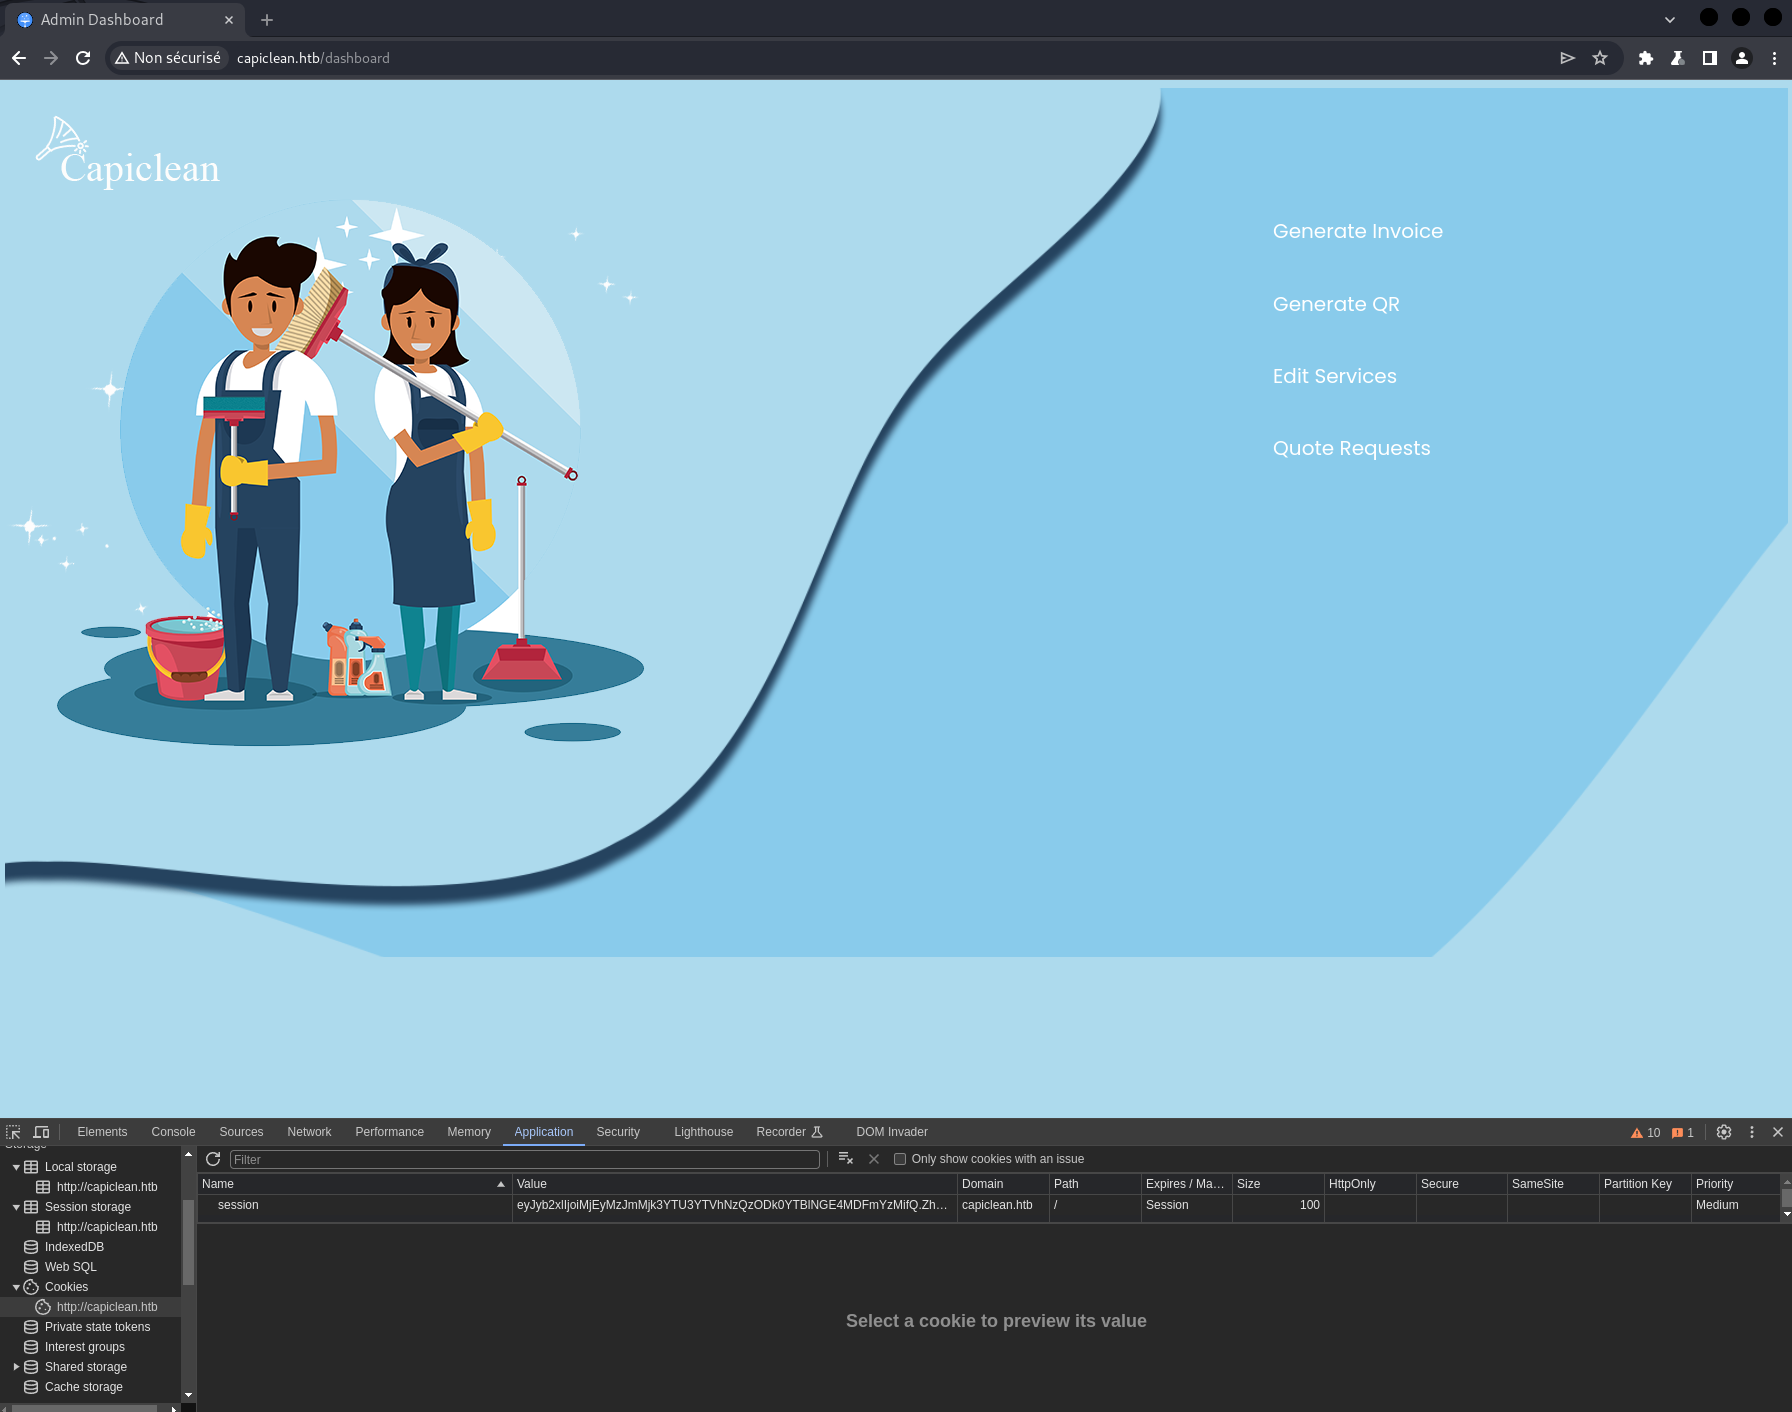 Admin Dashboard
Non sécurisé
capiclean.htb/dashboard
Capiclean
Generate Invoice
Generate QR
Edit Services
Quote Requests
Elements Console Sources Network Performance Memory Application Security Lighthouse Recorder DOM Invader 10 1
Storage
Filter
Only show cookies with an issue
Local storage
http://capiclean.htb
Session storage
http://capiclean.htb
IndexedDB
Web SQL
Cookies
http://capiclean.htb
Private state tokens
Interest groups
Shared storage
Cache storage
Name Value Domain Path Expires / Ma... Size HttpOnly Secure SameSite Partition Key Priority
session capiclean.htb / Session 100 Medium
Select a cookie to preview its value